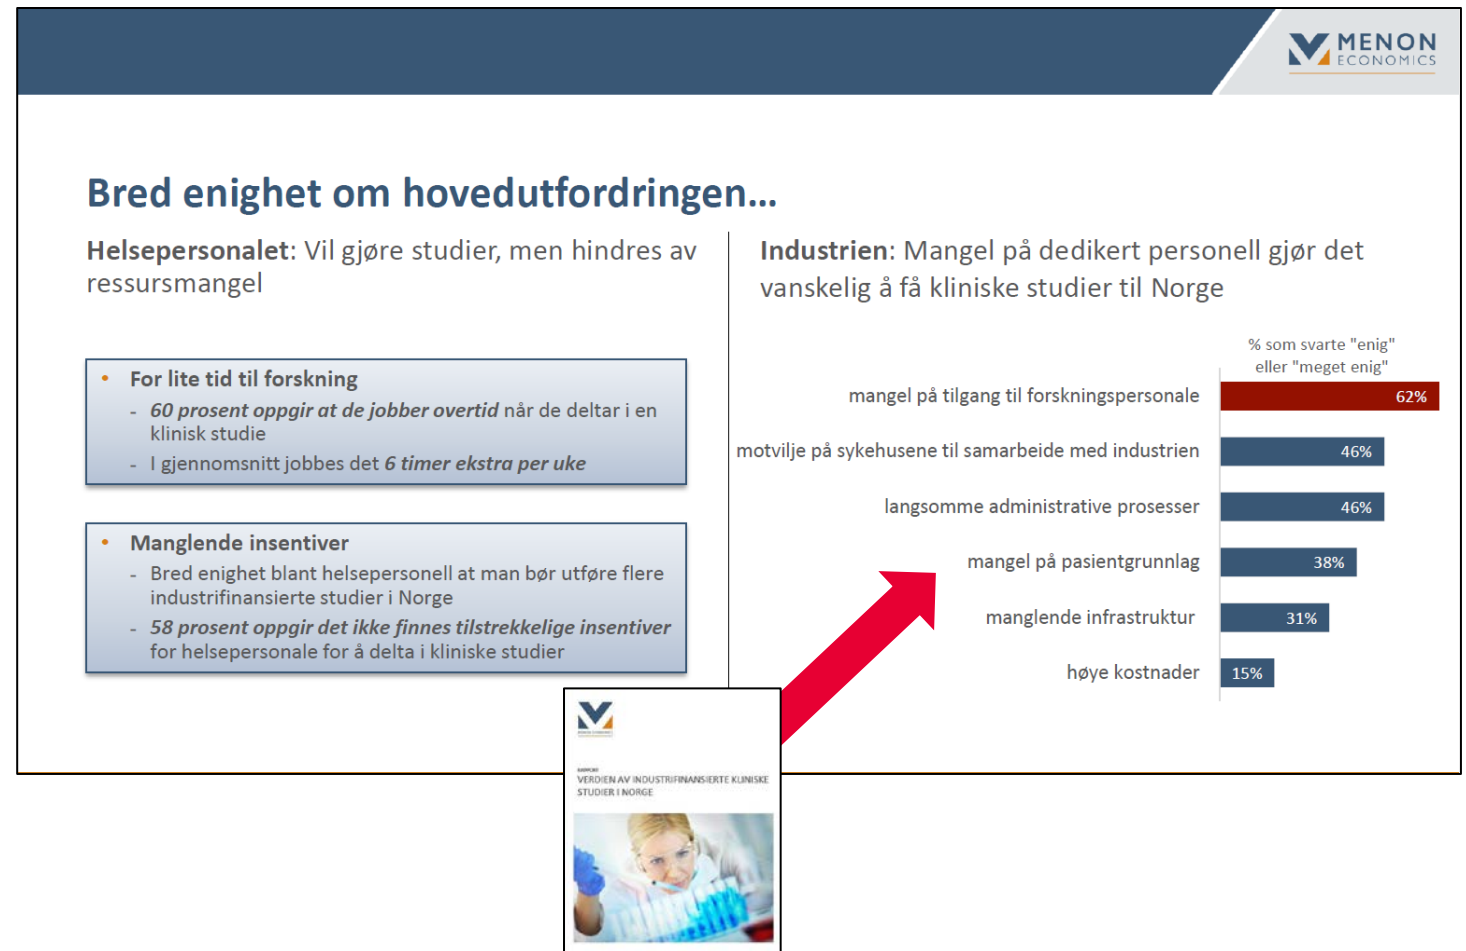 MENON
ECONOMICS
Bred enighet om hovedutfordringen...
Helsepersonalet: Vil gjøre studier, men hindres av
ressursmangel
• For lite tid til forskning
- 60 prosent oppgir at de jobber overtid når de deltar i en
klinisk studie
- I gjennomsnitt jobbes det 6 timer ekstra per uke
• Manglende insentiver
- Bred enighet blant helsepersonell at man bør utføre flere
industrifinansierte studier i Norge
- 58 prosent oppgir det ikke finnes tilstrekkelige insentiver
for helsepersonale for å delta i kliniske studier
Industrien: Mangel på dedikert personell gjør det
vanskelig å få kliniske studier til Norge
% som svarte "enig"
eller "meget enig"
mangel på tilgang til forskningspersonale 62%
motvilje på sykehusene til samarbeide med industrien 46%
langsomme administrative prosesser 46%
mangel på pasientgrunnlag 38%
manglende infrastruktur 31%
høye kostnader 15%
MENON ECONOMICS
RAPPORT
VERDIEN AV INDUSTRIFINANSIERTE KLINISKE
STUDIER I NORGE